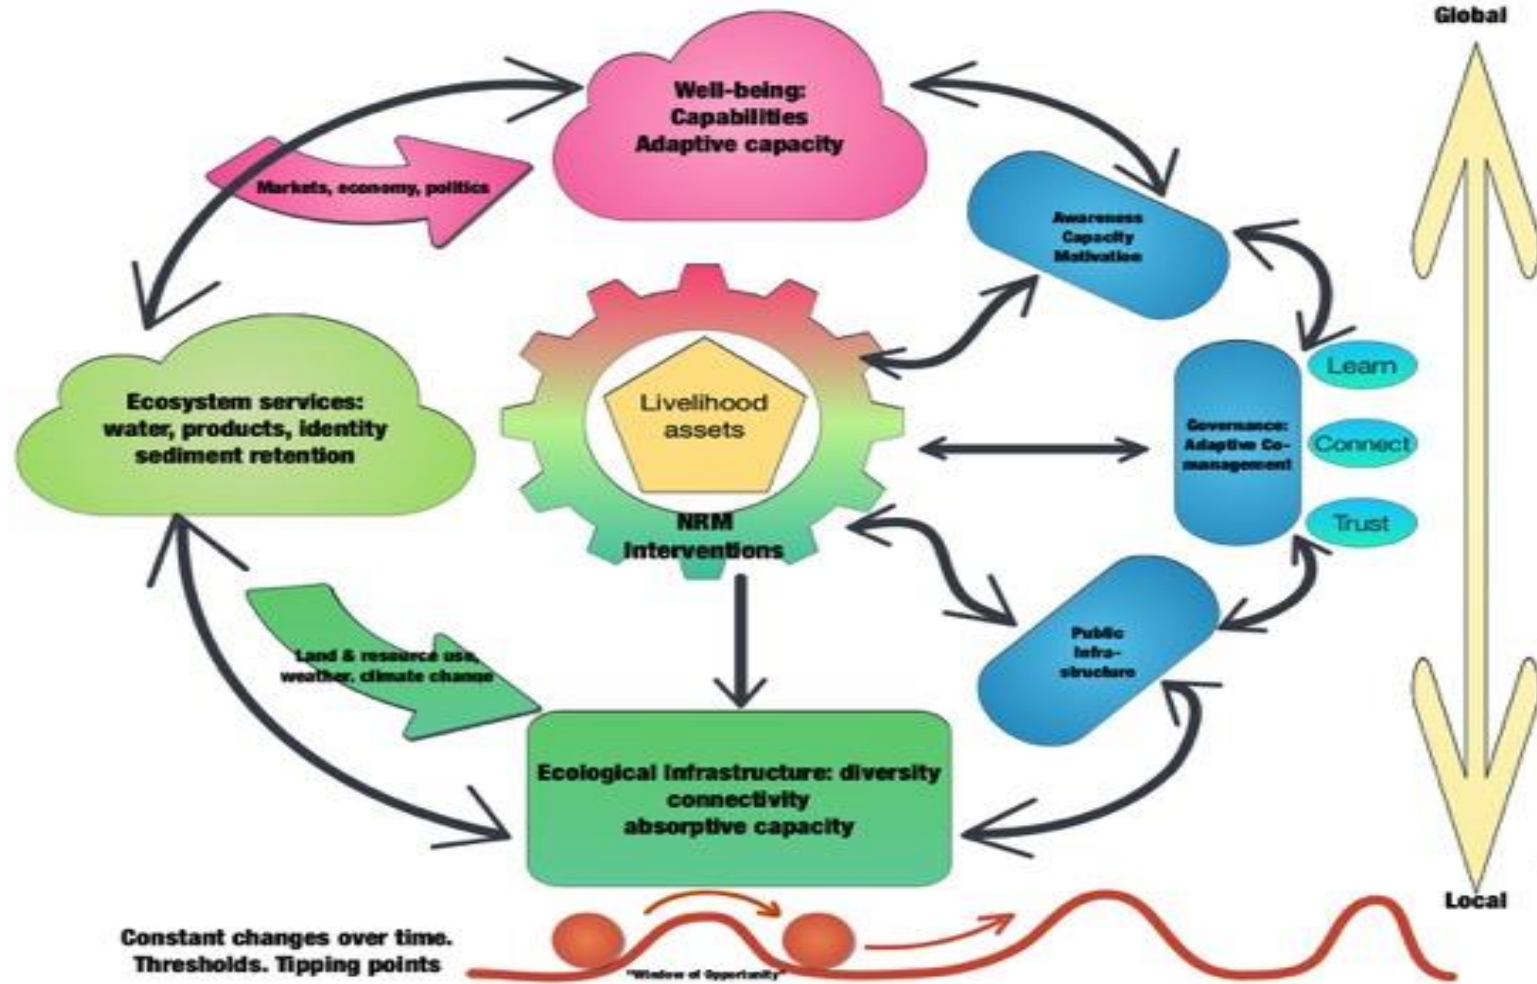 Global
Well-being:
Capabilities
Adaptive capacity
Markets, economy, politics
Awareness
Capacity
Motivation
Ecosystem services:
water, products, identity
sediment retention
Livelihood
assets
NRM
Interventions
Governance:
Adaptive Co-
management
Learn
Connect
Trust
Land & resource use,
weather, climate change
Public
Infra-
structure
Ecological Infrastructure: diversity
connectivity
absorptive capacity
Local
Constant changes over time.
Thresholds. Tipping points
"Window of Opportunity"